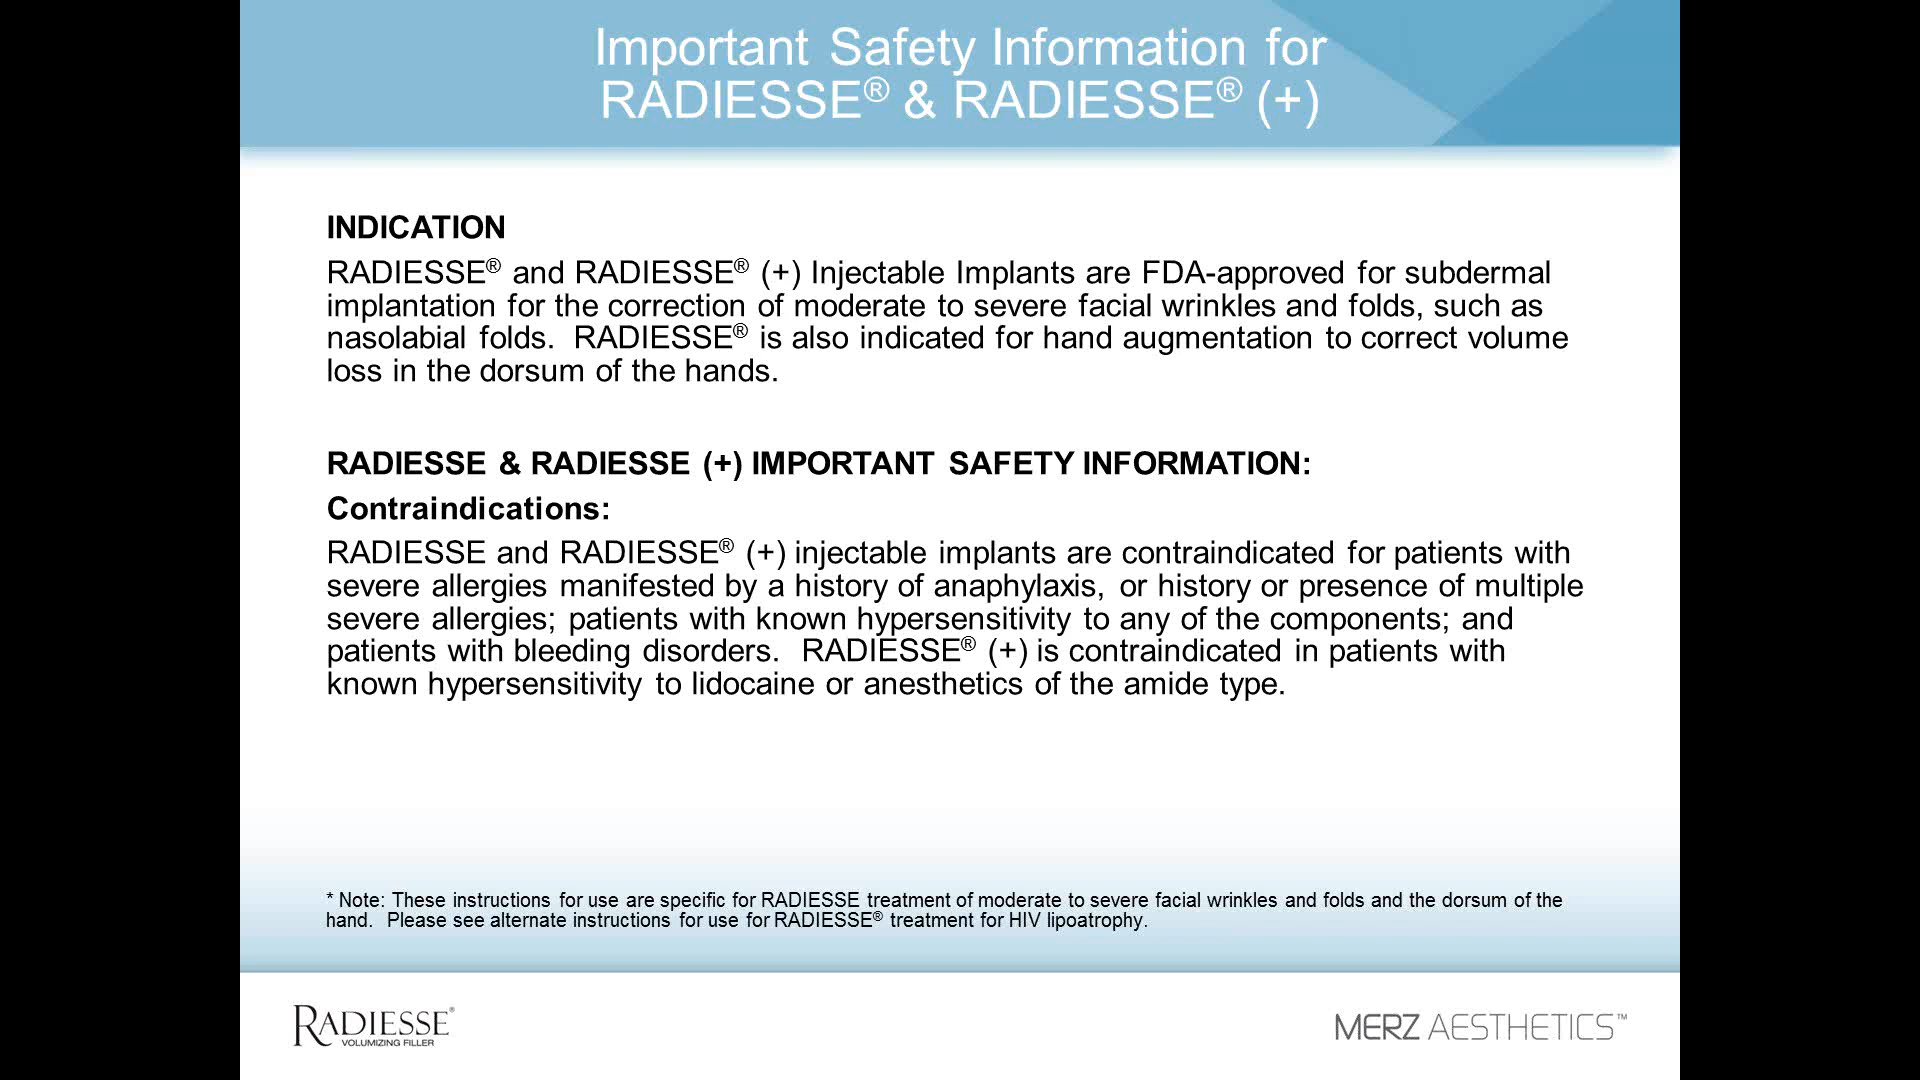 Important Safety Information for
RADIESSE® & RADIESSE® (+)
INDICATION
RADIESSE® and RADIESSE® (+) Injectable Implants are FDA-approved for subdermal
implantation for the correction of moderate to severe facial wrinkles and folds, such as
nasolabial folds. RADIESSE® is also indicated for hand augmentation to correct volume
loss in the dorsum of the hands.
RADIESSE & RADIESSE (+) IMPORTANT SAFETY INFORMATION:
Contraindications:
RADIESSE and RADIESSE® (+) injectable implants are contraindicated for patients with
severe allergies manifested by a history of anaphylaxis, or history or presence of multiple
severe allergies; patients with known hypersensitivity to any of the components; and
patients with bleeding disorders. RADIESSE® (+) is contraindicated in patients with
known hypersensitivity to lidocaine or anesthetics of the amide type.
* Note: These instructions for use are specific for RADIESSE treatment of moderate to severe facial wrinkles and folds and the dorsum of the
hand. Please see alternate instructions for use for RADIESSE® treatment for HIV lipoatrophy.
RADIESSE®
VOLUMIZING FILLER
MERZ AESTHETICS™